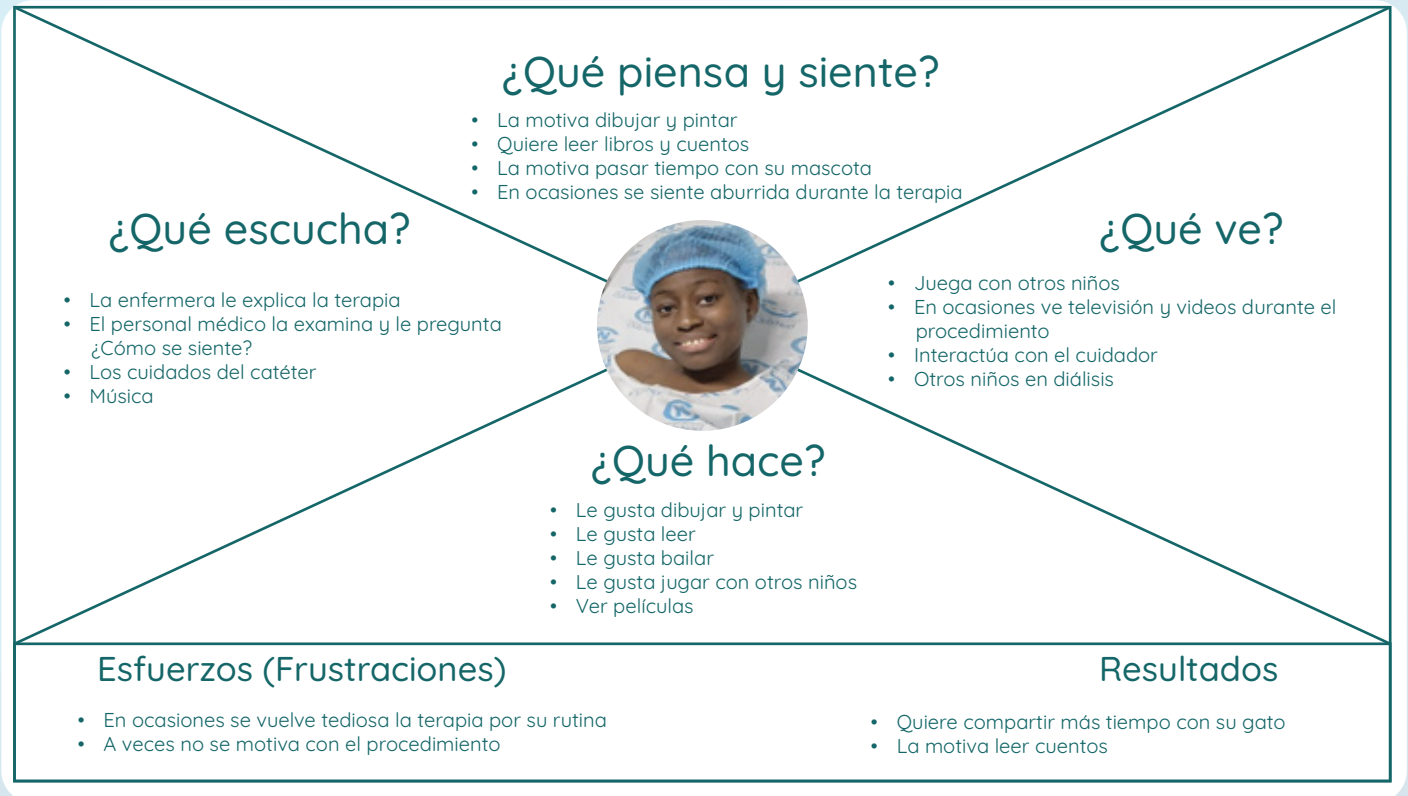 ¿Qué piensa y siente?
• La motiva dibujar y pintar
• Quiere leer libros y cuentos
• La motiva pasar tiempo con su mascota
• En ocasiones se siente aburrida durante la terapia
¿Qué escucha?
• La enfermera le explica la terapia
• El personal médico la examina y le pregunta
¿Cómo se siente?
• Los cuidados del catéter
• Música
¿Qué ve?
• Juega con otros niños
• En ocasiones ve televisión y videos durante el
procedimiento
• Interactúa con el cuidador
• Otros niños en diálisis
¿Qué hace?
• Le gusta dibujar y pintar
• Le gusta leer
• Le gusta bailar
• Le gusta jugar con otros niños
• Ver películas
Esfuerzos (Frustraciones)
• En ocasiones se vuelve tediosa la terapia por su rutina
• A veces no se motiva con el procedimiento
Resultados
• Quiere compartir más tiempo con su gato
• La motiva leer cuentos